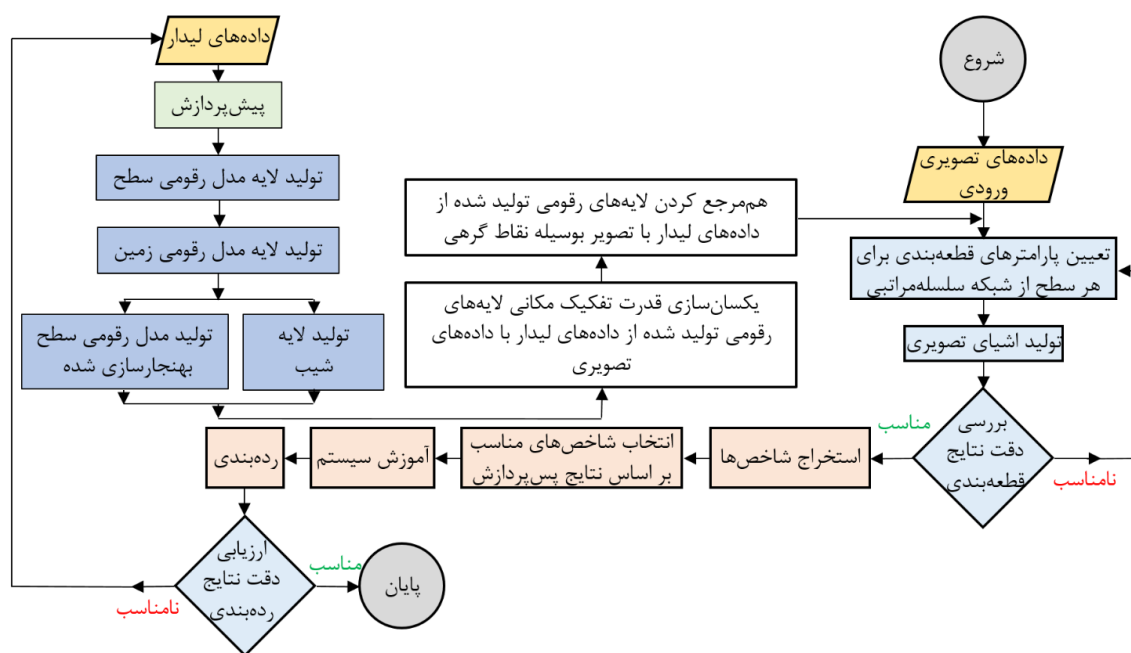 شروع
داده‌های تصویری
ورودی
تعیین پارامترهای قطعه‌بندی برای
هر سطح از شبکه سلسله‌مراتبی
تولید اشیای تصویری
بررسی
دقت نتایج
قطعه‌بندی
مناسب
نامناسب
استخراج شاخص‌ها
انتخاب شاخص‌های مناسب
بر اساس نتایج پس‌پردازش
آموزش سیستم
رده‌بندی
ارزیابی
دقت نتایج
رده‌بندی
مناسب
نامناسب
پایان
داده‌های لیدار
پیش‌پردازش
تولید لایه مدل رقومی سطح
تولید لایه مدل رقومی زمین
تولید لایه
شیب
تولید مدل رقومی سطح
بهنجارسازی شده
یکسان‌سازی قدرت تفکیک مکانی لایه‌های
رقومی تولید شده از داده‌های لیدار با داده‌های
تصویری
هم‌مرجع کردن لایه‌های رقومی تولید شده از
داده‌های لیدار با تصویر بوسیله نقاط گرهی